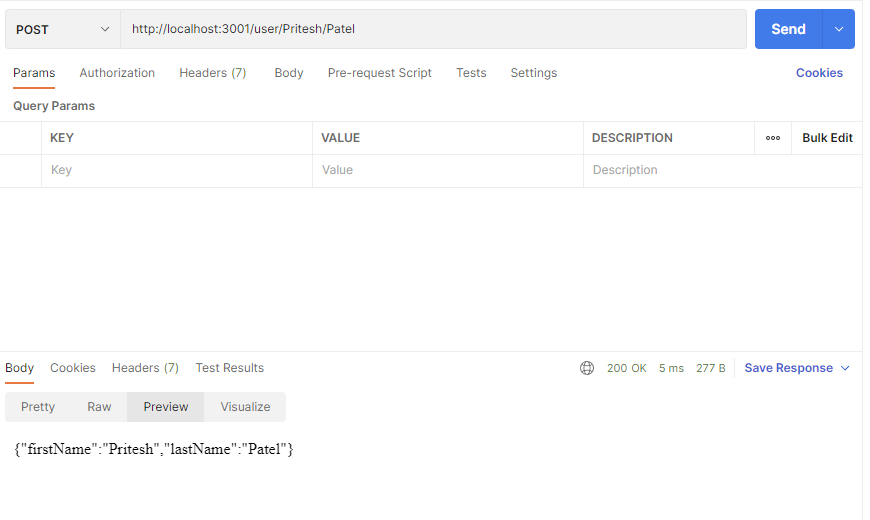 POST http://localhost:3001/user/Pritesh/Patel Send
Params Authorization Headers (7) Body Pre-request Script Tests Settings Cookies
Query Params
KEY VALUE DESCRIPTION ooo Bulk Edit
Key Value Description
Body Cookies Headers (7) Test Results 200 OK 5 ms 277 B Save Response
Pretty Raw Preview Visualize
{"firstName":"Pritesh","lastName":"Patel"}